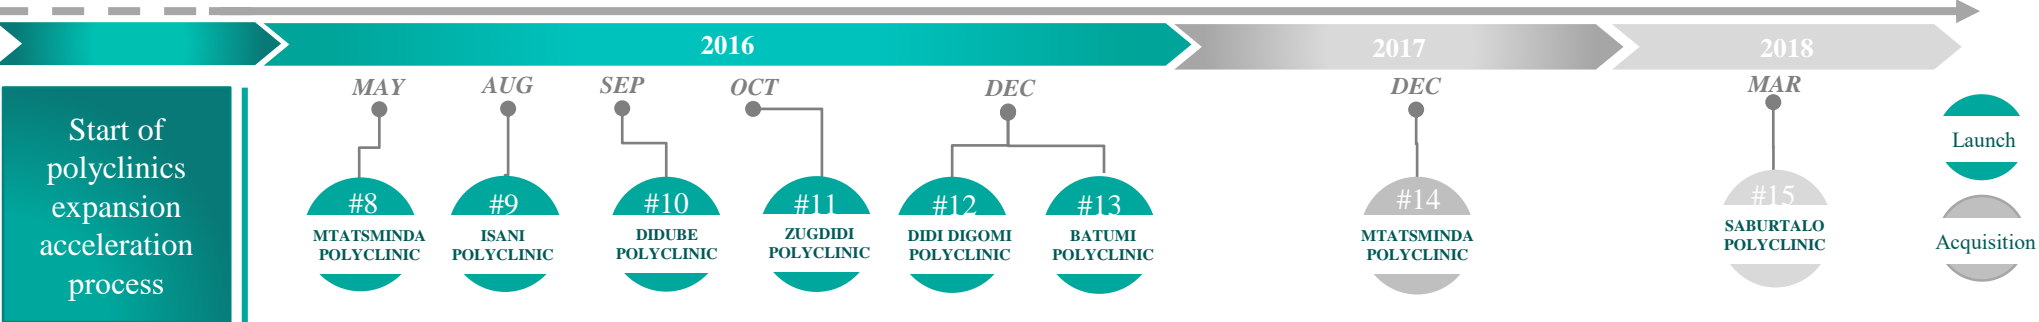 2016
2017
2018
MAY
AUG
SEP
OCT
DEC
DEC
MAR
Start of
polyclinics
expansion
acceleration
process
#8
MTATSMINDA
POLYCLINIC
#9
ISANI
POLYCLINIC
#10
DIDUBE
POLYCLINIC
#11
ZUGDIDI
POLYCLINIC
#12
DIDI DIGOMI
POLYCLINIC
#13
BATUMI
POLYCLINIC
#14
MTATSMINDA
POLYCLINIC
#15
SABURTALO
POLYCLINIC
Launch
Acquisition